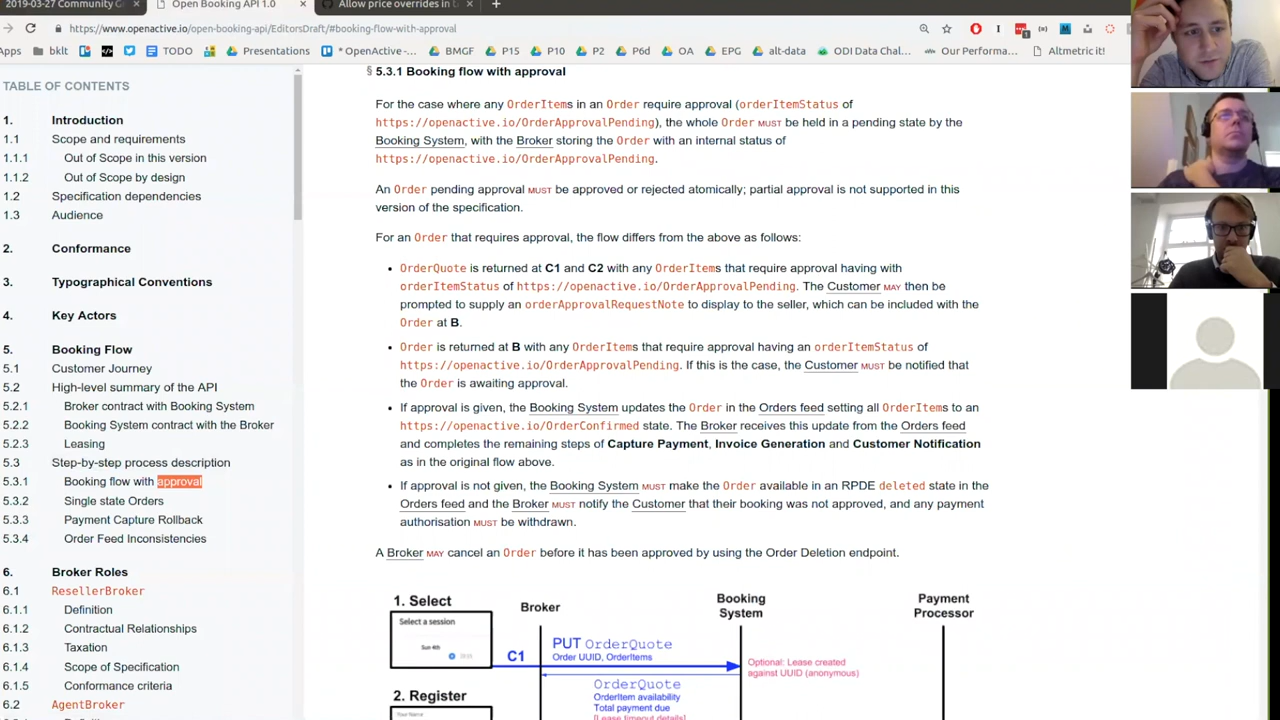 2019-03-27 Community G
Open Booking API 1.0
Allow price overrides in t
https://www.openactive.io/open-booking-api/EditorsDraft/#booking-flow-with-approval
Apps
bklt
TODO
Presentations
* OpenActive -...
BMGF
P15
P10
P2
P6d
OA
EPG
alt-data
ODI Data Chal...
Our Performa...
Altmetric it!
TABLE OF CONTENTS
1. Introduction
1.1 Scope and requirements
1.1.1 Out of Scope in this version
1.1.2 Out of Scope by design
1.2 Specification dependencies
1.3 Audience
2. Conformance
3. Typographical Conventions
4. Key Actors
5. Booking Flow
5.1 Customer Journey
5.2 High-level summary of the API
5.2.1 Broker contract with Booking System
5.2.2 Booking System contract with the Broker
5.2.3 Leasing
5.3 Step-by-step process description
5.3.1 Booking flow with approval
5.3.2 Single state Orders
5.3.3 Payment Capture Rollback
5.3.4 Order Feed Inconsistencies
6. Broker Roles
6.1 ResellerBroker
6.1.1 Definition
6.1.2 Contractual Relationships
6.1.3 Taxation
6.1.4 Scope of Specification
6.1.5 Conformance criteria
6.2 AgentBroker
§ 5.3.1 Booking flow with approval
For the case where any OrderItems in an Order require approval (orderItemStatus of
https://openactive.io/OrderApprovalPending), the whole Order MUST be held in a pending state by the
Booking System, with the Broker storing the Order with an internal status of
https://openactive.io/OrderApprovalPending.
An Order pending approval MUST be approved or rejected atomically; partial approval is not supported in this
version of the specification.
For an Order that requires approval, the flow differs from the above as follows:
• OrderQuote is returned at C1 and C2 with any OrderItems that require approval having with
orderItemStatus of https://openactive.io/OrderApprovalPending. The Customer MAY then be
prompted to supply an orderApprovalRequestNote to display to the seller, which can be included with the
Order at B.
• Order is returned at B with any OrderItems that require approval having an orderItemStatus of
https://openactive.io/OrderApprovalPending. If this is the case, the Customer MUST be notified that
the Order is awaiting approval.
• If approval is given, the Booking System updates the Order in the Orders feed setting all OrderItems to an
https://openactive.io/OrderConfirmed state. The Broker receives this update from the Orders feed
and completes the remaining steps of Capture Payment, Invoice Generation and Customer Notification
as in the original flow above.
• If approval is not given, the Booking System MUST make the Order available in an RPDE deleted state in the
Orders feed and the Broker MUST notify the Customer that their booking was not approved, and any payment
authorisation MUST be withdrawn.
A Broker MAY cancel an Order before it has been approved by using the Order Deletion endpoint.
1. Select
Select a session
Sun 4th
Broker
Booking
System
Payment
Processor
C1
PUT OrderQuote
Order UUID, OrderItems
Optional: Lease created
against UUID (anonymous)
OrderQuote
OrderItem availability
Total payment due
[Lease timeout details]
2. Register
Your Name